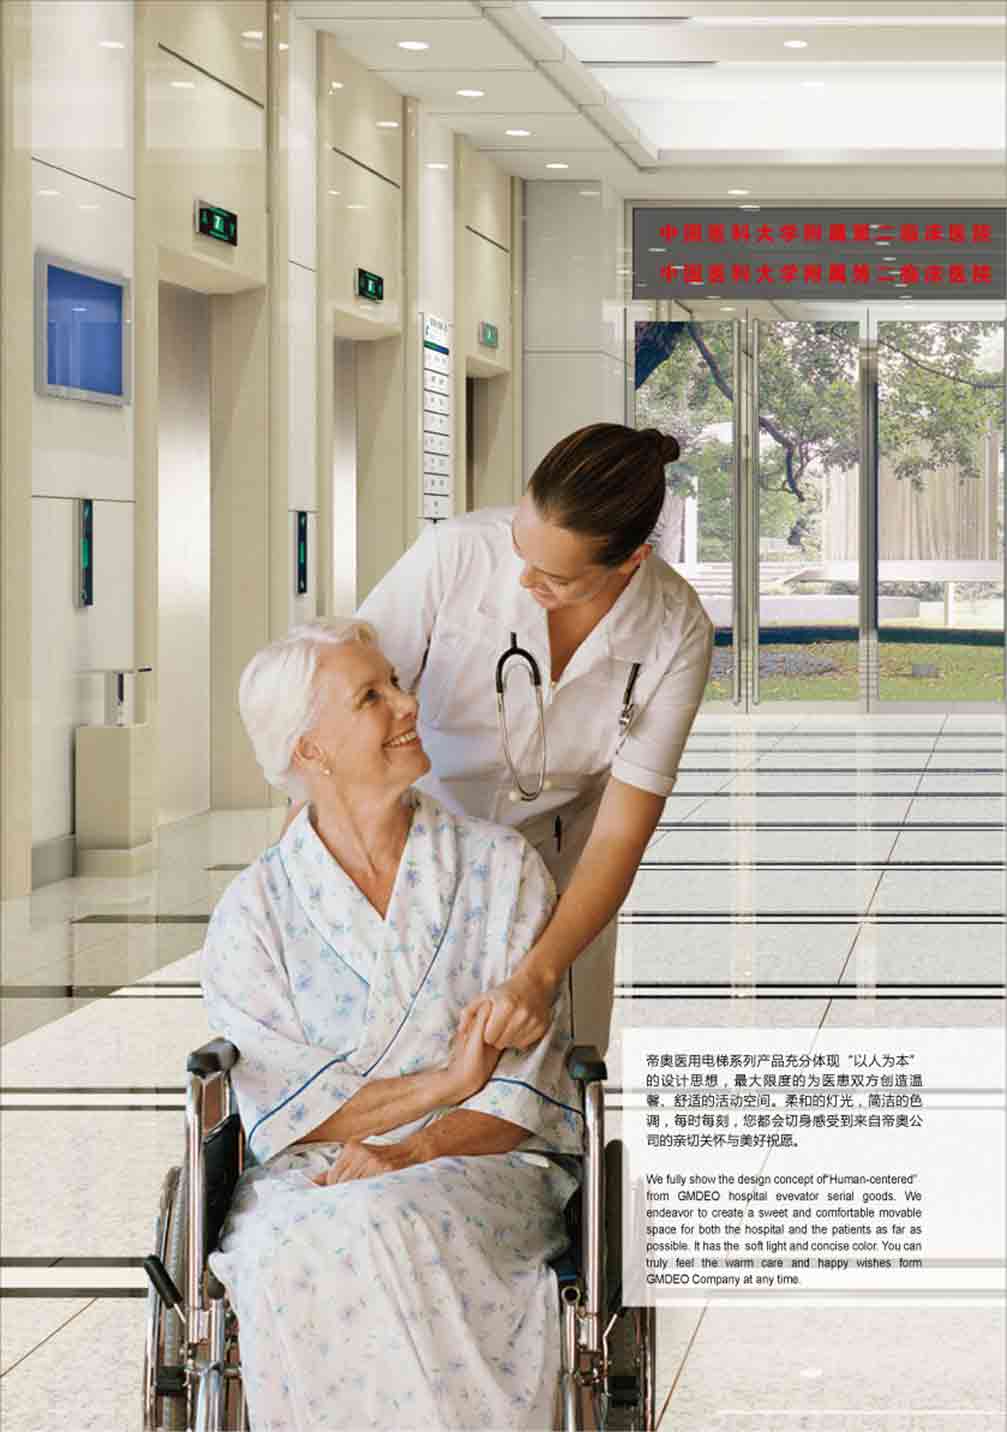 中国医科大学附属第二临床医院
中国医科大学附属第二临床医院
帝奥医用电梯系列产品充分体现“以人为本”
的设计思想，最大限度的为医患双方创造温
馨、舒适的活动空间。柔和的灯光，简洁的色
调，每时每刻，您都会切身感受到来自帝奥公
司的亲切关怀与美好祝愿。
We fully show the design concept of"Human-centered"
from GMDEO hospital evevator serial goods. We
endeavor to create a sweet and comfortable movable
space for both the hospital and the patients as far as
possible. It has the soft light and concise color. You can
truly feel the warm care and happy wishes form
GMDEO Company at any time.